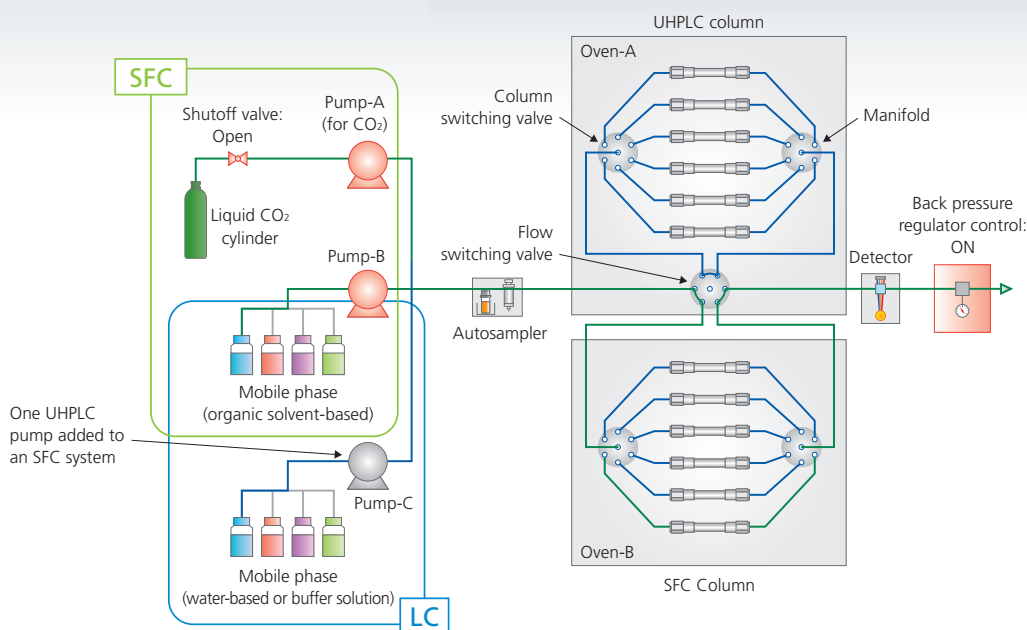 UHPLC column
Oven-A
SFC
Pump-A
(for CO₂)
Shutoff valve:
Open
Column
switching valve
Manifold
Liquid CO₂
cylinder
Back pressure
regulator control:
ON
Flow
switching valve
Pump-B
Detector
Autosampler
Mobile phase
(organic solvent-based)
One UHPLC
pump added to
an SFC system
Pump-C
Oven-B
Mobile phase
(water-based or buffer solution)
LC
SFC Column